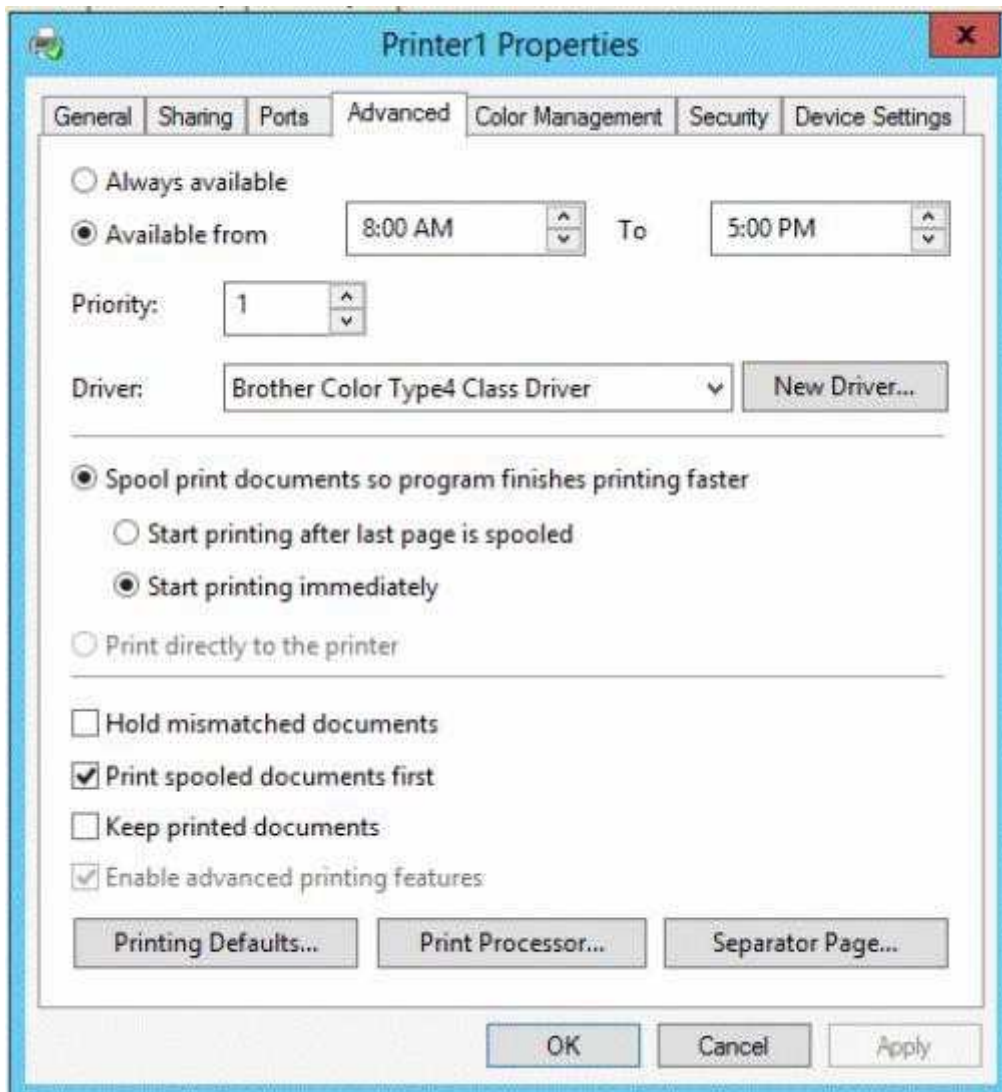 Printer1 Properties
x
General Sharing Ports Advanced Color Management Security Device Settings
Always available
Available from 8:00 AM To 5:00 PM
Priority: 1
Driver: Brother Color Type4 Class Driver New Driver...
Spool print documents so program finishes printing faster
Start printing after last page is spooled
Start printing immediately
Print directly to the printer
Hold mismatched documents
Print spooled documents first
Keep printed documents
Enable advanced printing features
Printing Defaults... Print Processor... Separator Page...
OK Cancel Apply